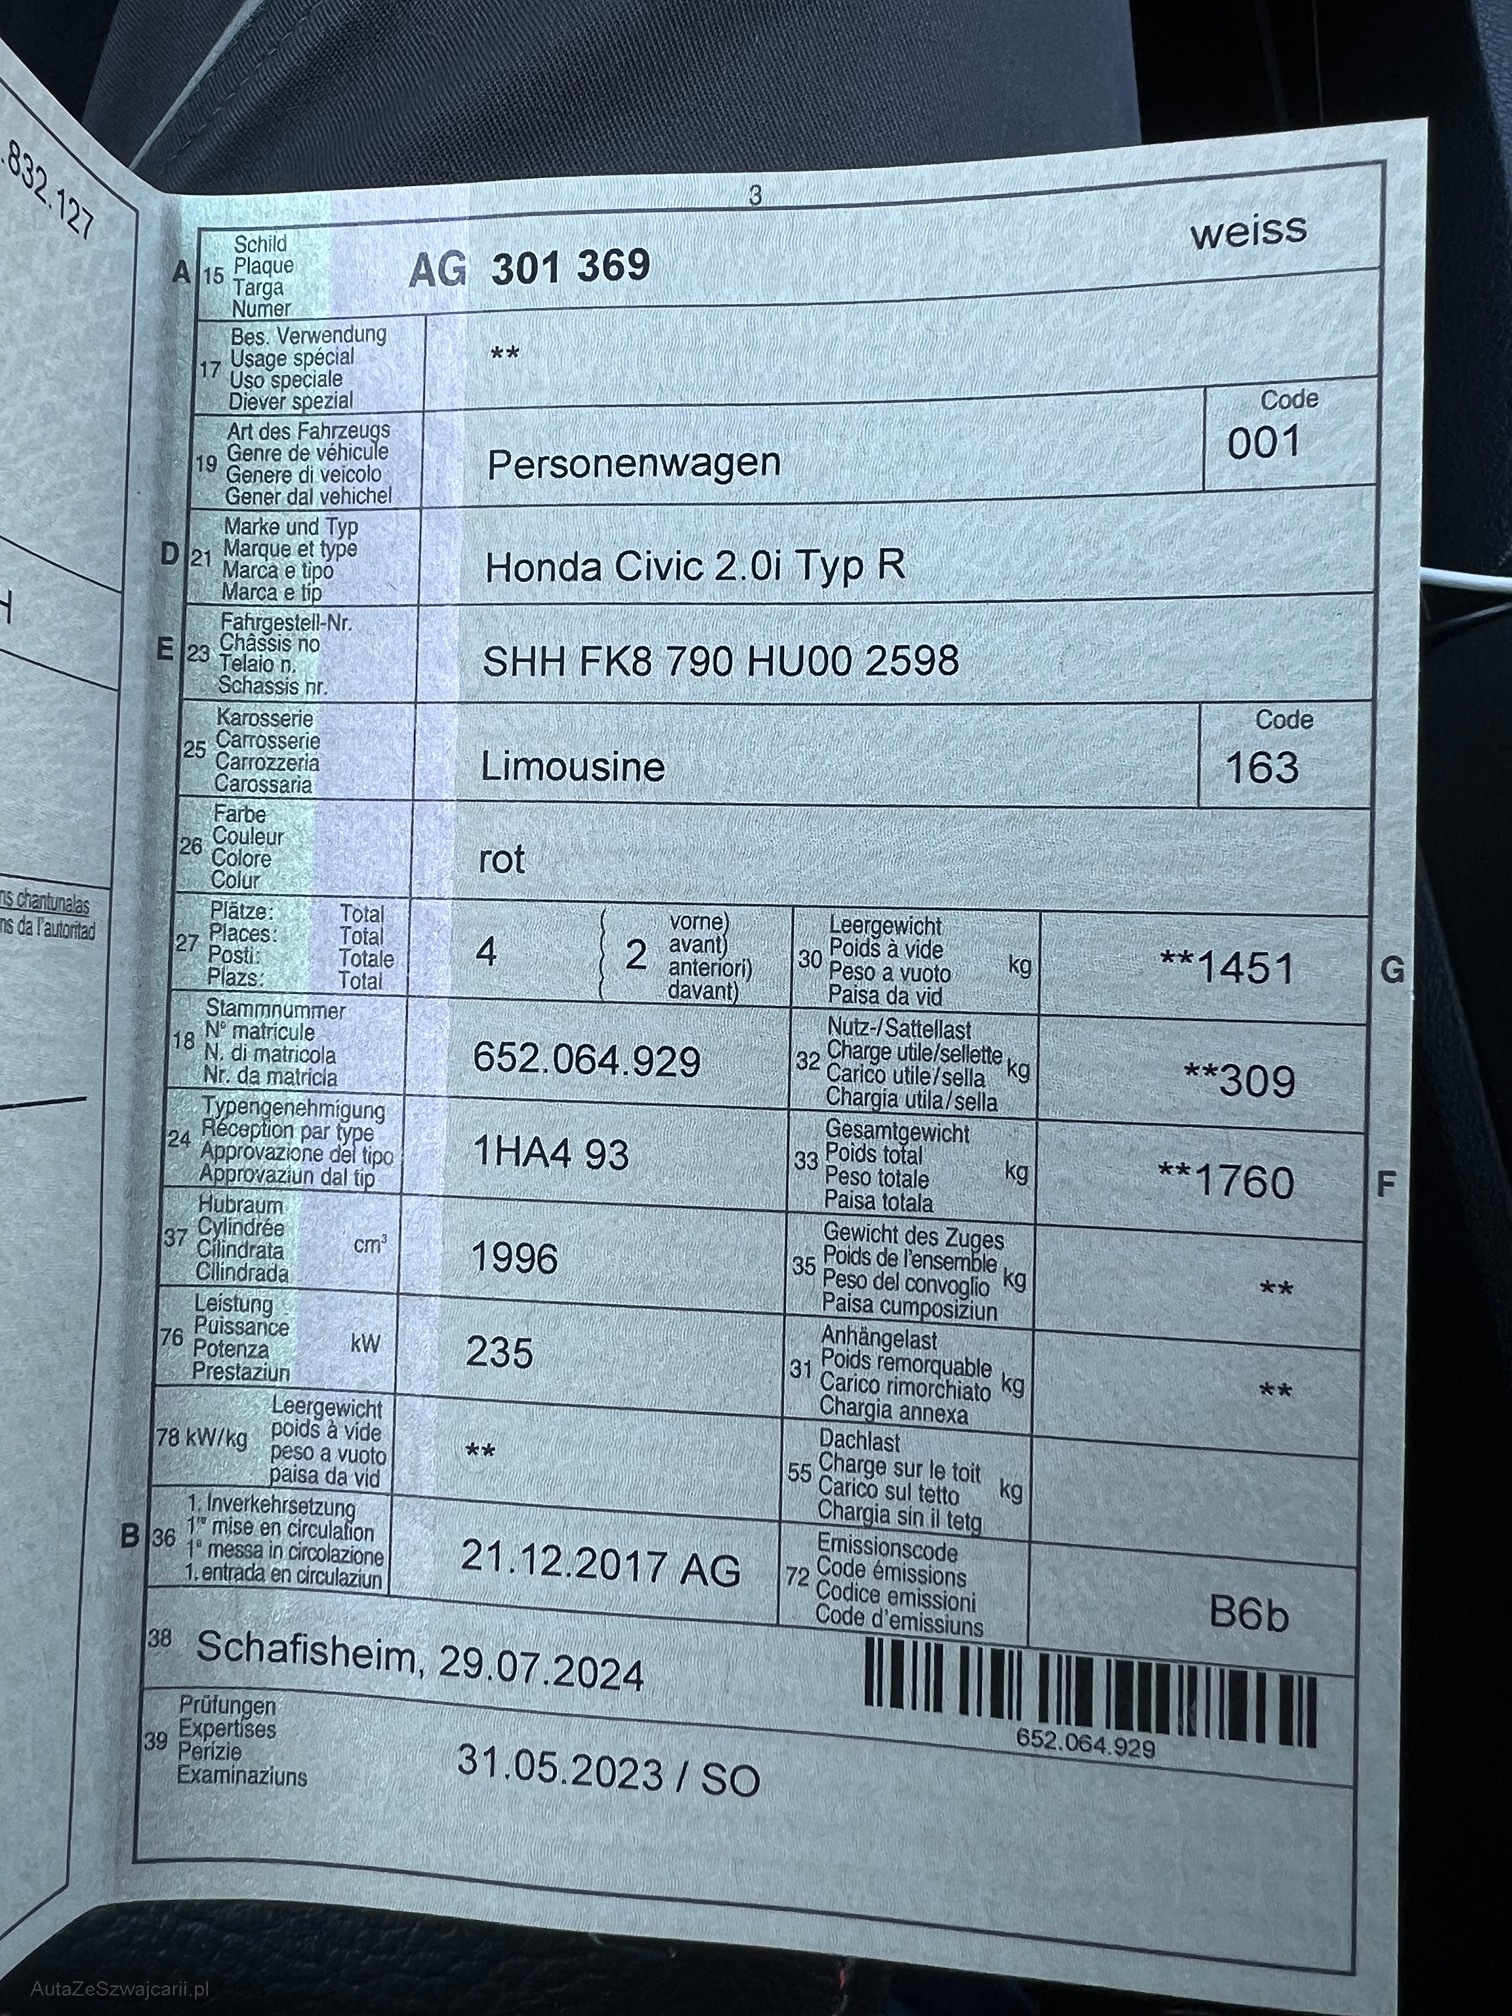 .832.127
H
ns chantunalas
ns da l'autoritad
3
A 15 Schild
Plaque
Targa
Numer
AG 301 369
weiss
17 Bes. Verwendung
Usage spécial
Uso speciale
Diever spezial
**
19 Art des Fahrzeugs
Genre de véhicule
Genere di veicolo
Gener dal vehichel
Personenwagen
Code
001
D 21 Marke und Typ
Marque et type
Marca e tipo
Marca e tip
Honda Civic 2.0i Typ R
E 23 Fahrgestell-Nr.
Châssis no
Telaio n.
Schassis nr.
SHH FK8 790 HU00 2598
25 Karosserie
Carrosserie
Carrozzeria
Carossaria
Limousine
Code
163
26 Farbe
Couleur
Colore
Colur
rot
27 Plätze: Total
Places: Total
Posti: Totale
Plazs: Total
4
2
vorne)
avant)
anteriori)
davant)
30 Leergewicht
Poids à vide
Peso a vuoto
Paisa da vid
kg
**1451
G
18 Stammnummer
N° matricule
N. di matricola
Nr. da matricla
652.064.929
32 Nutz-/Sattellast
Charge utile/sellette
Carico utile/sella
Chargia utila/sella
kg
**309
24 Typengenehmigung
Réception par type
Approvazione del tipo
Approvaziun dal tip
1HA4 93
33 Gesamtgewicht
Poids total
Peso totale
Paisa totala
kg
**1760
F
37 Hubraum
Cylindrée
Cilindrata
Cilindrada
cm³
1996
35 Gewicht des Zuges
Poids de l'ensemble
Peso del convoglio
Paisa cumposiziun
kg
**
76 Leistung
Puissance
Potenza
Prestaziun
kW
235
31 Anhängelast
Poids remorquable
Carico rimorchiato
Chargia annexa
kg
**
78 kW/kg
Leergewicht
poids à vide
peso a vuoto
paisa da vid
**
55 Dachlast
Charge sur le toit
Carico sul tetto
Chargia sin il tetg
kg
B 36 1. Inverkehrsetzung
1re mise en circulation
1a messa in circolazione
1. entrada en circulaziun
21.12.2017 AG
72 Emissionscode
Code émissions
Codice emissioni
Code d'emissiuns
B6b
38 Schafisheim, 29.07.2024
652.064.929
39 Prüfungen
Expertises
Perizie
Examinaziuns
31.05.2023 / SO
AutaZeSzwajcarii.pl